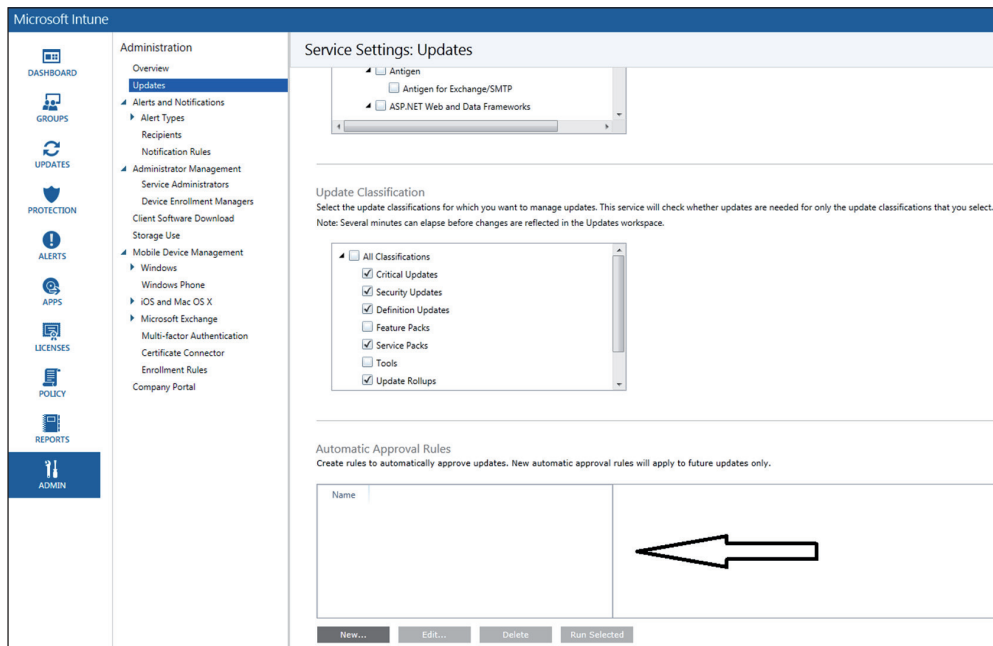 Microsoft Intune
DASHBOARD
GROUPS
UPDATES
PROTECTION
ALERTS
APPS
LICENSES
POLICY
REPORTS
ADMIN
Administration
Overview
Updates
Alerts and Notifications
Alert Types
Recipients
Notification Rules
Administrator Management
Service Administrators
Device Enrollment Managers
Client Software Download
Storage Use
Mobile Device Management
Windows
Windows Phone
iOS and Mac OS X
Microsoft Exchange
Multi-factor Authentication
Certificate Connector
Enrollment Rules
Company Portal
Service Settings: Updates
Antigen
Antigen for Exchange/SMTP
ASP.NET Web and Data Frameworks
Update Classification
Select the update classifications for which you want to manage updates. This service will check whether updates are needed for only the update classifications that you select.
Note: Several minutes can elapse before changes are reflected in the Updates workspace.
All Classifications
Critical Updates
Security Updates
Definition Updates
Feature Packs
Service Packs
Tools
Update Rollups
Automatic Approval Rules
Create rules to automatically approve updates. New automatic approval rules will apply to future updates only.
Name
New... Edit... Delete Run Selected